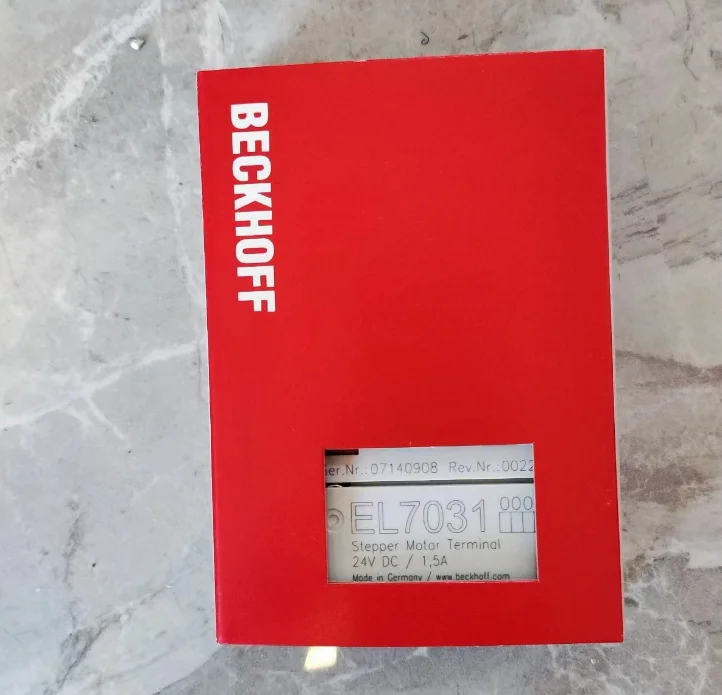 BECKHOFF
er.Nr.:07140908 Rev.Nr.:0022
EL7031 000
Stepper Motor Terminal
24V DC / 1,5A
Made in Germany / www.beckhoff.com